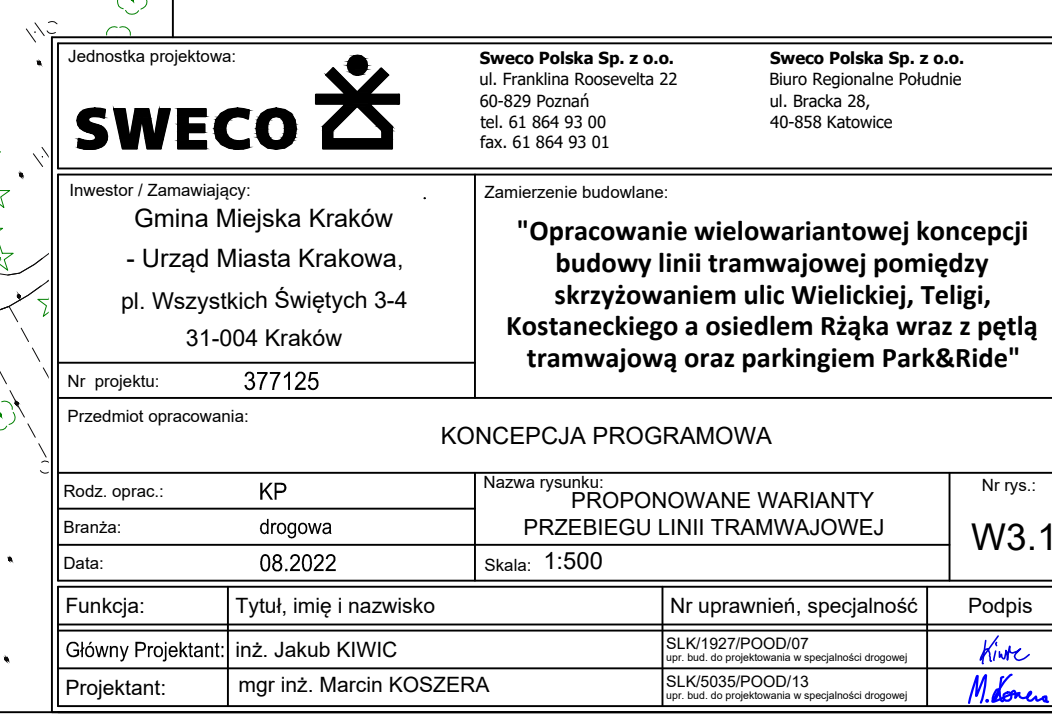 Jednostka projektowa:
SWECO
Sweco Polska Sp. z o.o.
ul. Franklina Roosevelta 22
60-829 Poznań
tel. 61 864 93 00
fax. 61 864 93 01
Sweco Polska Sp. z o.o.
Biuro Regionalne Południe
ul. Bracka 28,
40-858 Katowice
Inwestor / Zamawiający:
Gmina Miejska Kraków
- Urząd Miasta Krakowa,
pl. Wszystkich Świętych 3-4
31-004 Kraków
Nr projektu: 377125
Zamierzenie budowlane:
"Opracowanie wielowariantowej koncepcji
budowy linii tramwajowej pomiędzy
skrzyżowaniem ulic Wielickiej, Teligi,
Kostaneckiego a osiedlem Rżąka wraz z pętlą
tramwajową oraz parkingiem Park&Ride"
Przedmiot opracowania:
KONCEPCJA PROGRAMOWA
Rodz. oprac.: KP
Branża: drogowa
Data: 08.2022
Nazwa rysunku:
PROPONOWANE WARIANTY
PRZEBIEGU LINII TRAMWAJOWEJ
Skala: 1:500
Nr rys.:
W3.1
Funkcja: Tytuł, imię i nazwisko Nr uprawnień, specjalność Podpis
Główny Projektant: inż. Jakub KIWIC SLK/1927/POOD/07
upr. bud. do projektowania w specjalności drogowej
Kiwic
Projektant: mgr inż. Marcin KOSZERA SLK/5035/POOD/13
upr. bud. do projektowania w specjalności drogowej
M. Koszera